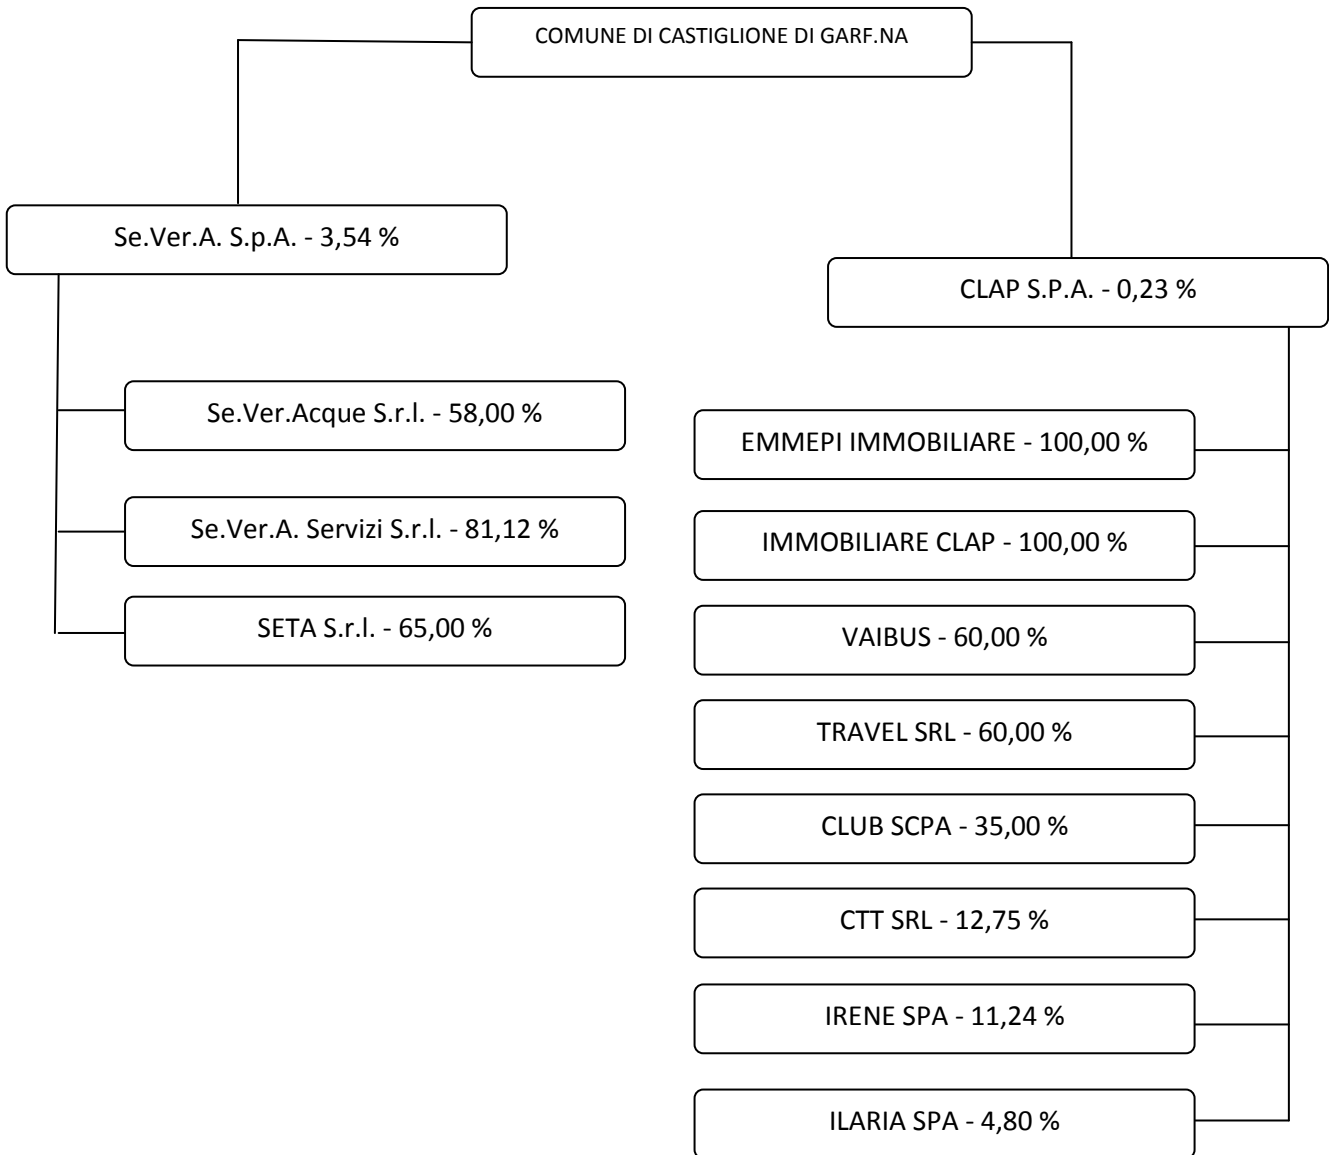 COMUNE DI CASTIGLIONE DI GARF.NA
Se.Ver.A. S.p.A. - 3,54 %
CLAP S.P.A. - 0,23 %
Se.Ver.Acque S.r.l. - 58,00 %
Se.Ver.A. Servizi S.r.l. - 81,12 %
SETA S.r.l. - 65,00 %
EMMEPI IMMOBILIARE - 100,00 %
IMMOBILIARE CLAP - 100,00 %
VAIBUS - 60,00 %
TRAVEL SRL - 60,00 %
CLUB SCPA - 35,00 %
CTT SRL - 12,75 %
IRENE SPA - 11,24 %
ILARIA SPA - 4,80 %